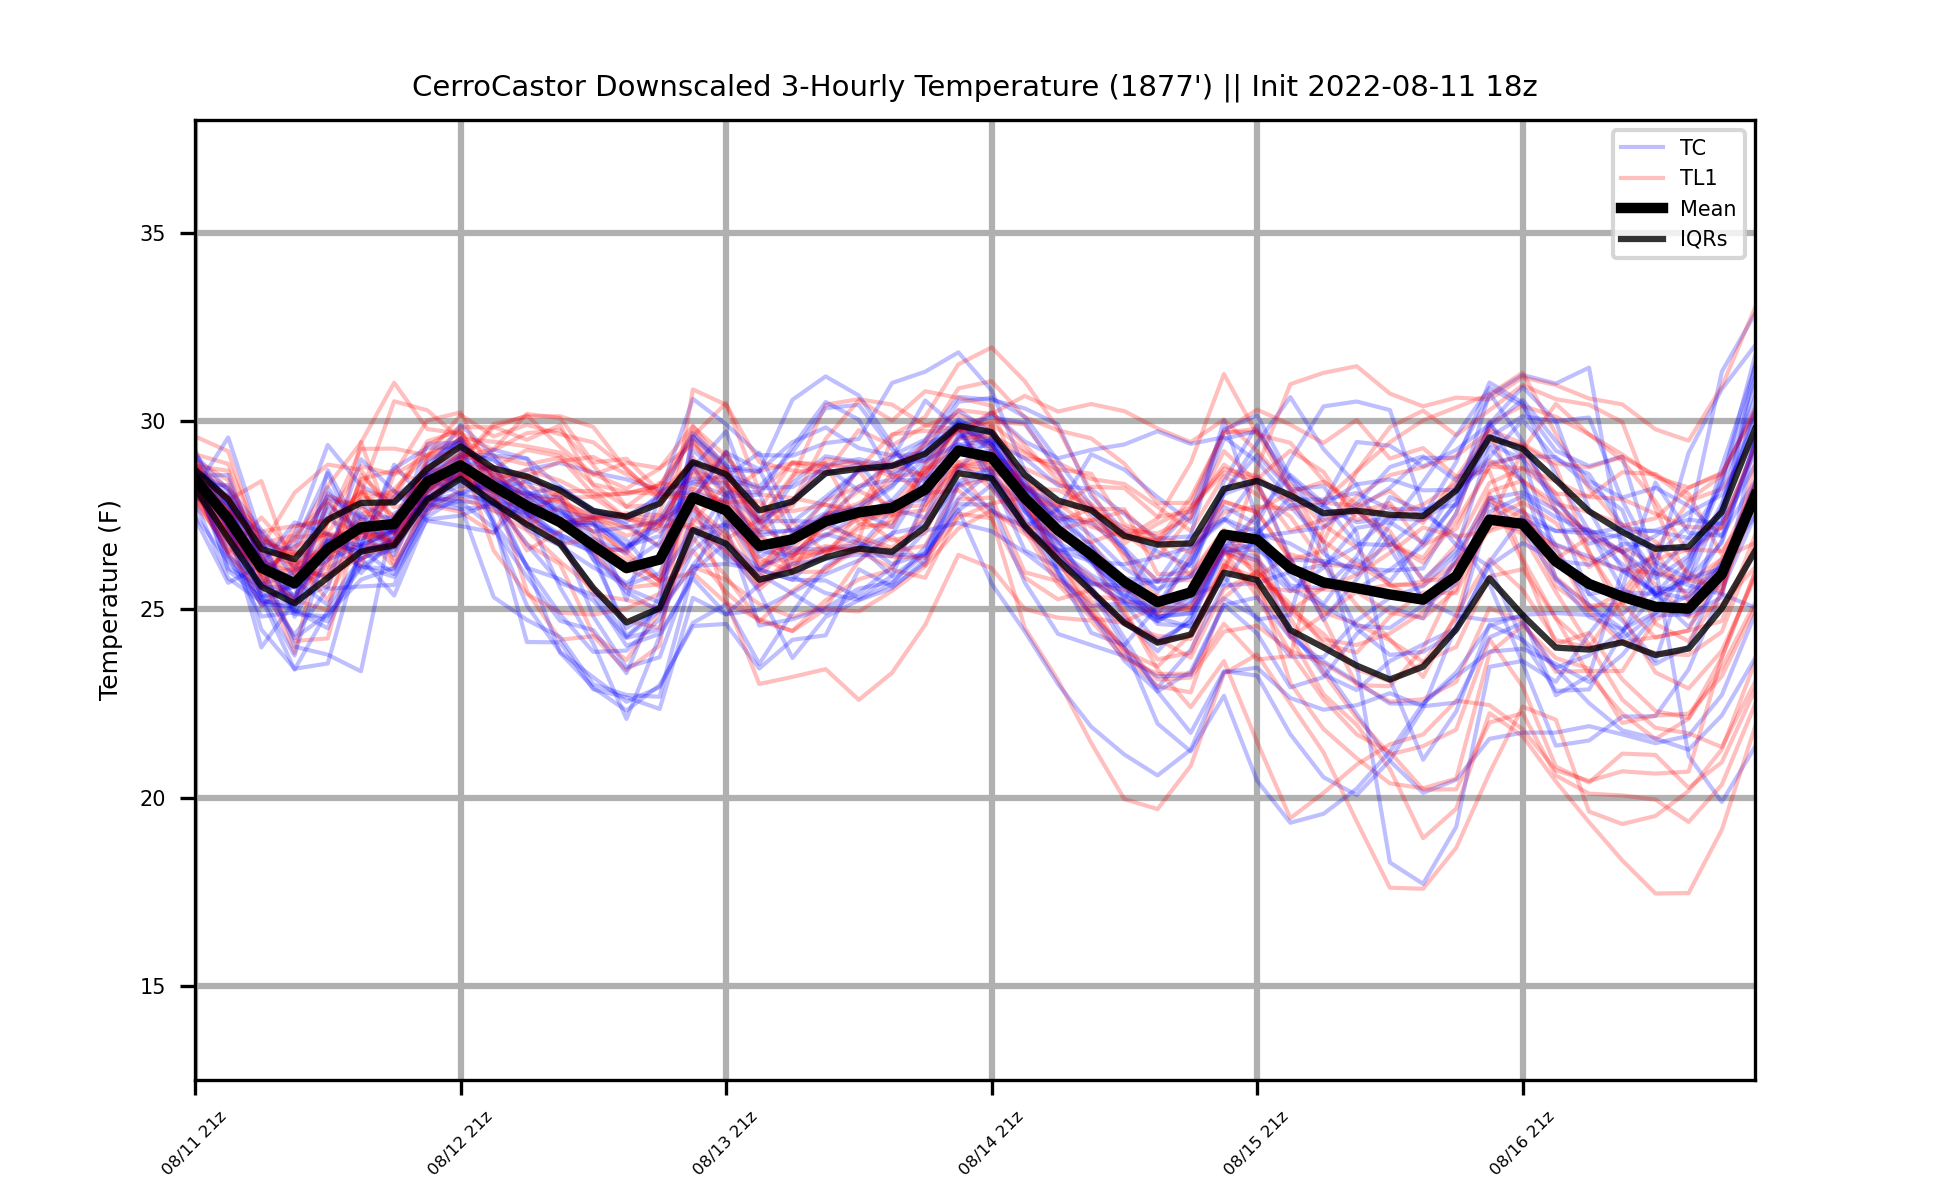 CerroCastor Downscaled 3-Hourly Temperature (1877') || Init 2022-08-11 18z
TC
TL1
Mean
IQRs
Temperature (F)
35
30
25
20
15
08/11 21z
08/12 21z
08/13 21z
08/14 21z
08/15 21z
08/16 21z